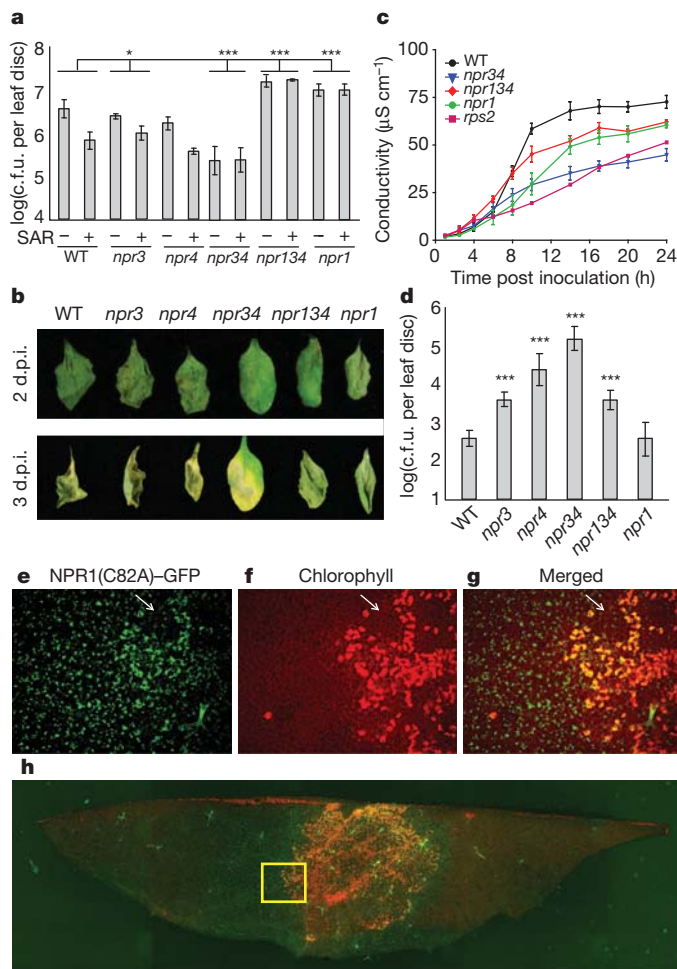 a
log(c.f.u. per leaf disc)
8
7
6
5
4
*
***
***
***
SAR – + – + – + – + – + – +
WT npr3 npr4 npr34 npr134 npr1
c
Conductivity (µS cm⁻¹)
100
75
50
25
0
WT
npr34
npr134
npr1
rps2
0 4 8 12 16 20 24
Time post inoculation (h)
b
WT npr3 npr4 npr34 npr134 npr1
2 d.p.i.
3 d.p.i.
d
log(c.f.u. per leaf disc)
6
5
4
3
2
1
***
***
***
***
WT npr3 npr4 npr34 npr134 npr1
e NPR1(C82A)–GFP
f Chlorophyll
g Merged
h